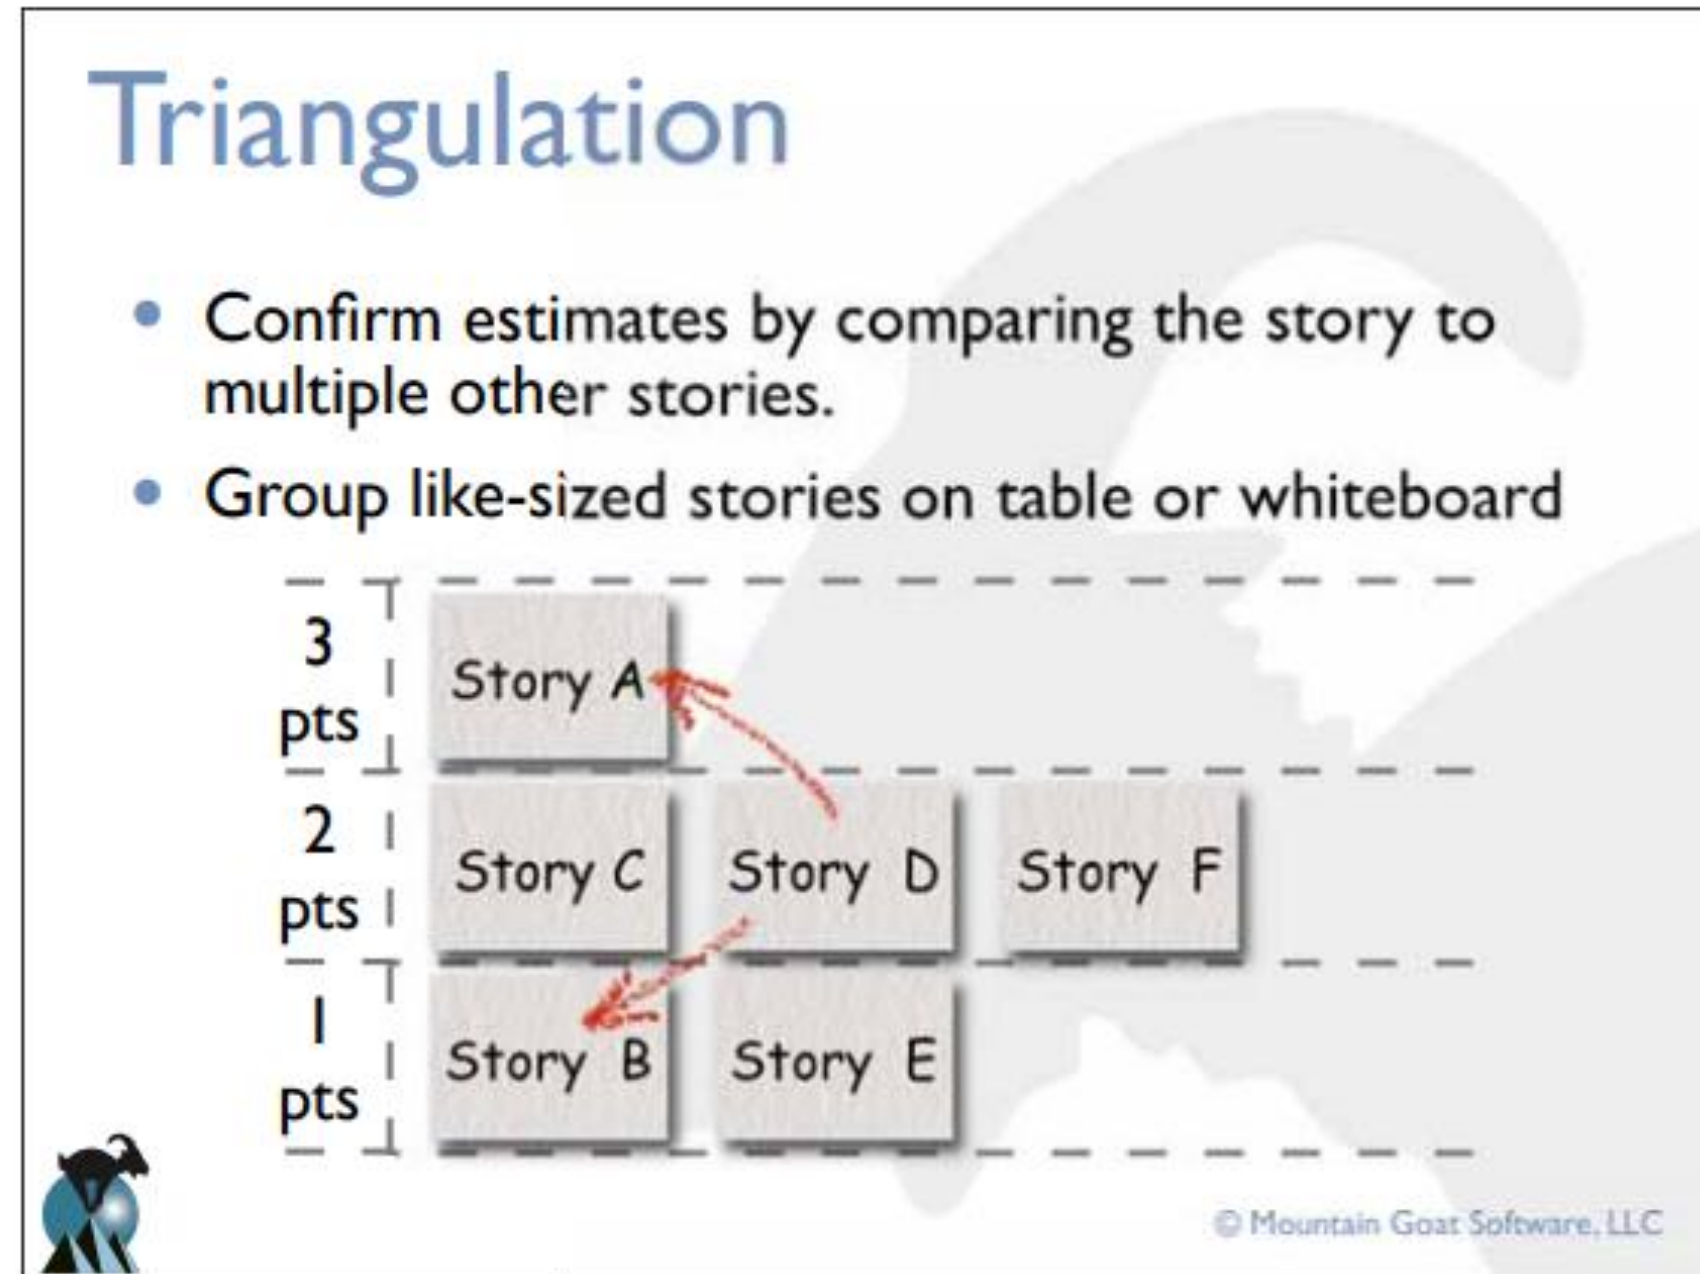 Triangulation
• Confirm estimates by comparing the story to
multiple other stories.
• Group like-sized stories on table or whiteboard
3
pts
Story A
2
pts
Story C Story D Story F
1
pts
Story B Story E
© Mountain Goat Software, LLC